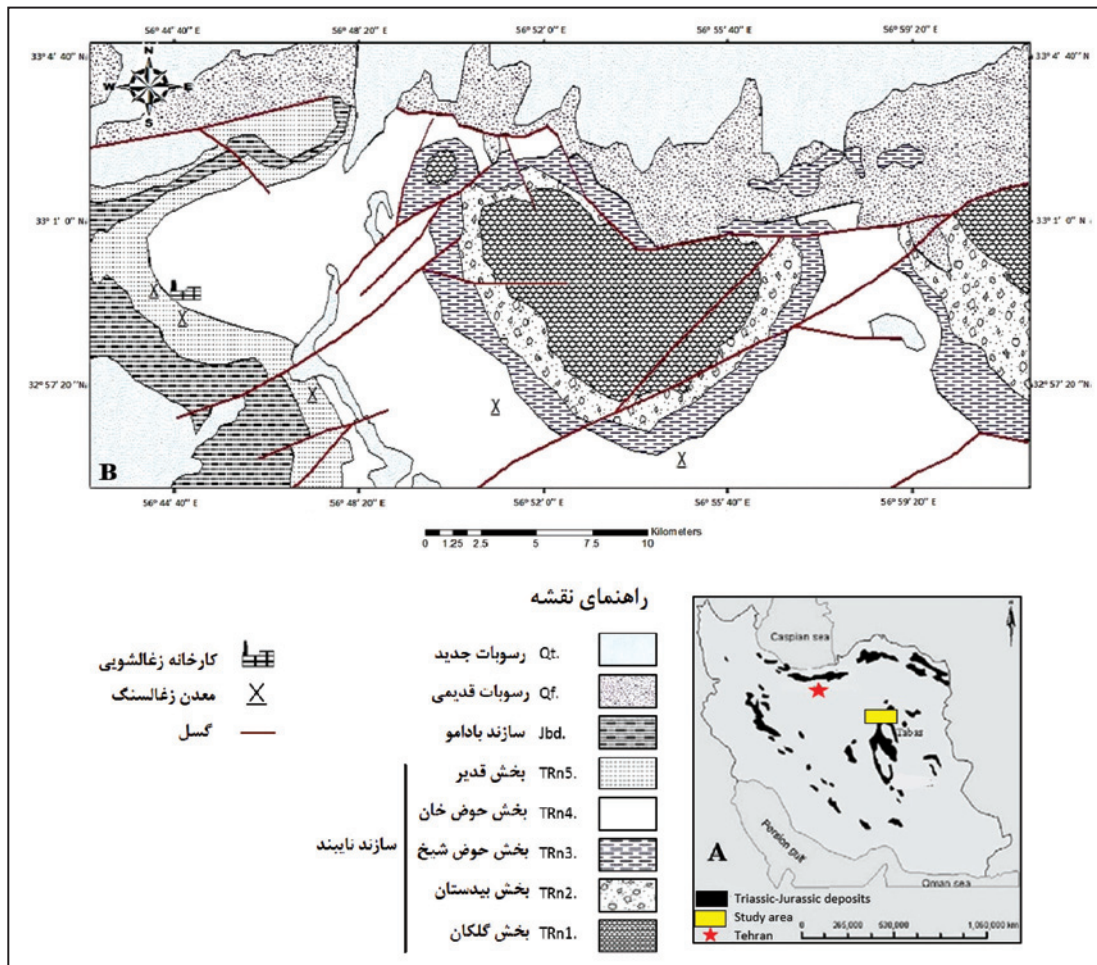 56° 44' 40'' E
56° 48' 20'' E
56° 52' 0'' E
56° 55' 40'' E
56° 59' 20'' E
33° 4' 40'' N
33° 4' 40'' N
N
W
E
S
33° 1' 0'' N
33° 1' 0'' N
32° 57' 20'' N
32° 57' 20'' N
B
56° 44' 40'' E
56° 48' 20'' E
56° 52' 0'' E
56° 55' 40'' E
56° 59' 20'' E
Kilometers
0 1.25 2.5 5 7.5 10
راهنمای نقشه
Qt. رسوبات جدید
Qf. رسوبات قدیمی
Jbd. سازند بادامو
TRn5. بخش قدیر
TRn4. بخش حوض خان
TRn3. بخش حوض شیخ
TRn2. بخش بیدستان
TRn1. بخش گلکان
سازند نایبند
کارخانه زغالشویی
معدن زغالسنگ
گسل
Caspian sea
Tabas
Persion gulf
Oman sea
A
Triassic-Jurassic deposits
Study area
Tehran
0 265,000 530,000 1,060,000 km